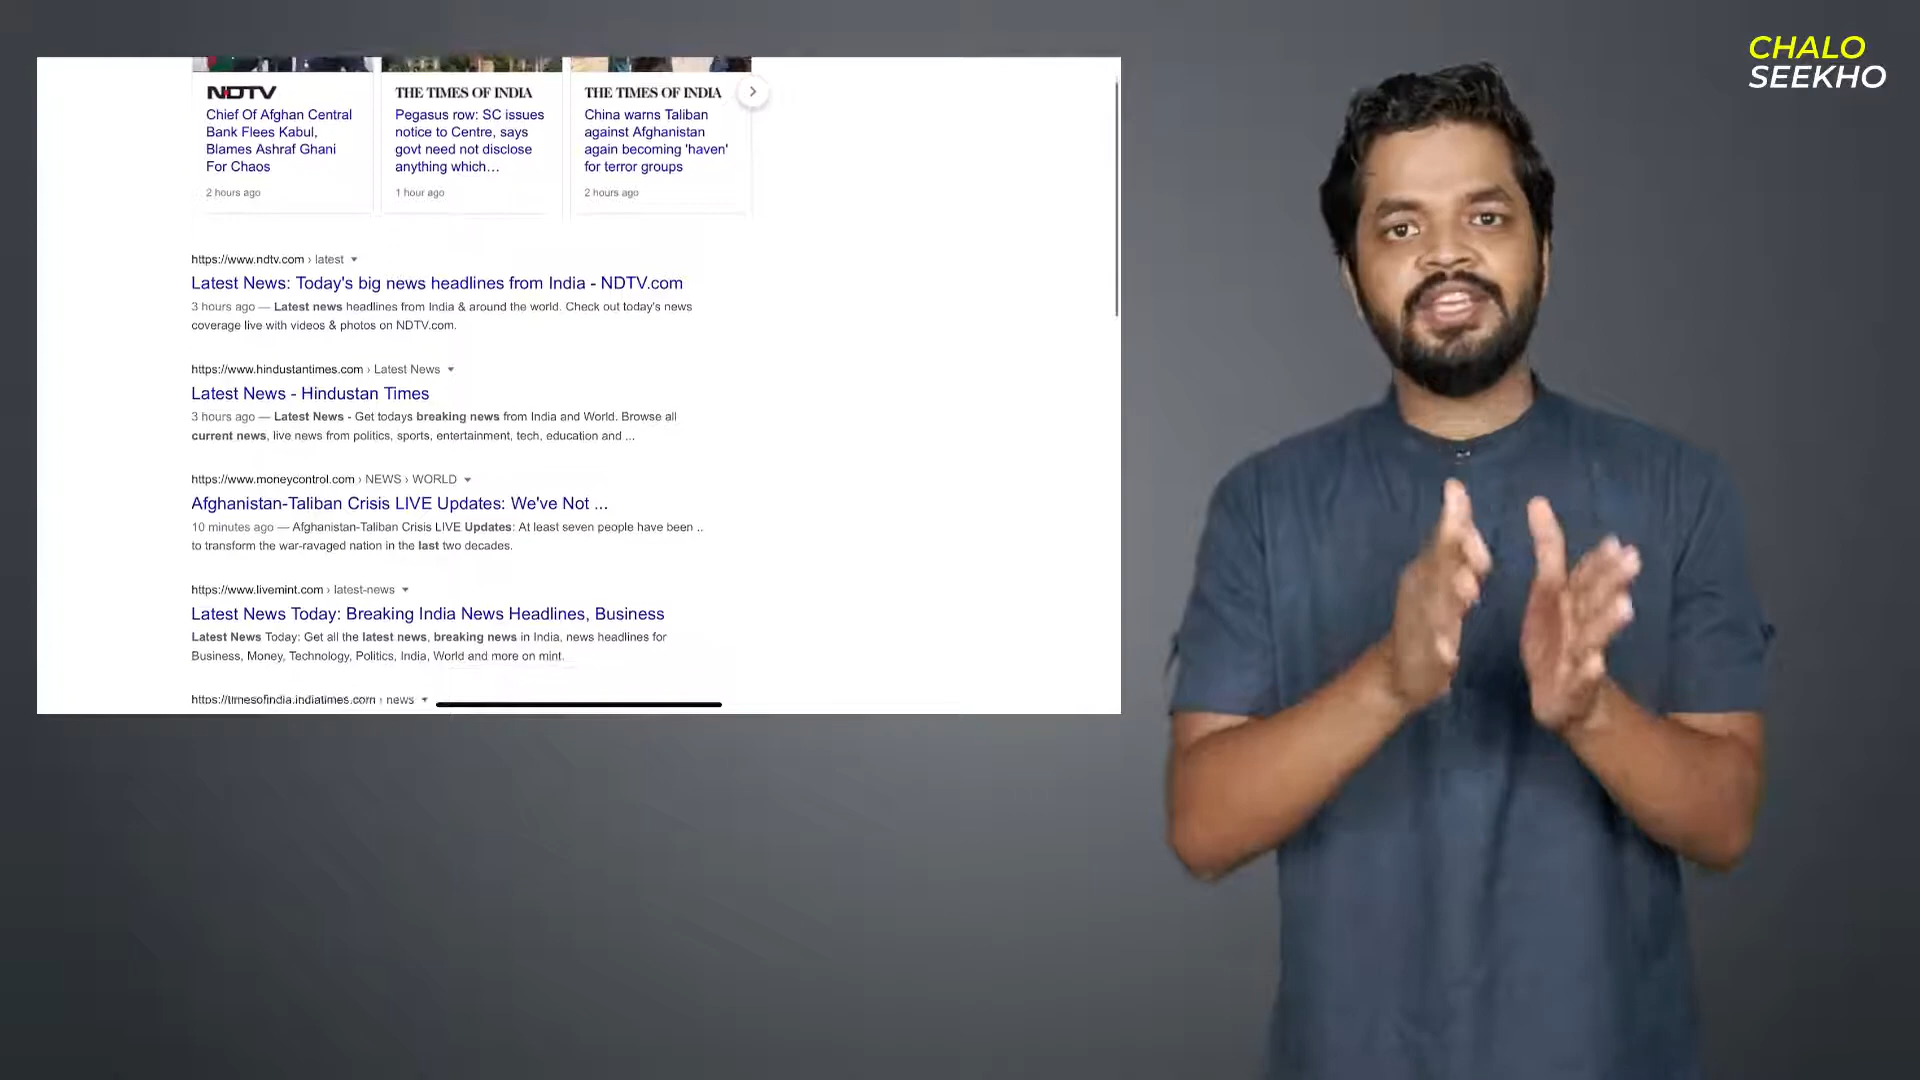 CHALO
SEEKHO
NDTV
Chief Of Afghan Central
Bank Flees Kabul,
Blames Ashraf Ghani
For Chaos
2 hours ago
THE TIMES OF INDIA
Pegasus row: SC issues
notice to Centre, says
govt need not disclose
anything which...
1 hour ago
THE TIMES OF INDIA
China warns Taliban
against Afghanistan
again becoming 'haven'
for terror groups
2 hours ago
https://www.ndtv.com › latest
Latest News: Today's big news headlines from India - NDTV.com
3 hours ago — Latest news headlines from India & around the world. Check out today's news
coverage live with videos & photos on NDTV.com.
https://www.hindustantimes.com › Latest News
Latest News - Hindustan Times
3 hours ago — Latest News - Get todays breaking news from India and World. Browse all
current news, live news from politics, sports, entertainment, tech, education and ...
https://www.moneycontrol.com › NEWS › WORLD
Afghanistan-Taliban Crisis LIVE Updates: We've Not ...
10 minutes ago — Afghanistan-Taliban Crisis LIVE Updates: At least seven people have been ..
to transform the war-ravaged nation in the last two decades.
https://www.livemint.com › latest-news
Latest News Today: Breaking India News Headlines, Business
Latest News Today: Get all the latest news, breaking news in India, news headlines for
Business, Money, Technology, Politics, India, World and more on mint.
https://timesofindia.indiatimes.com › news